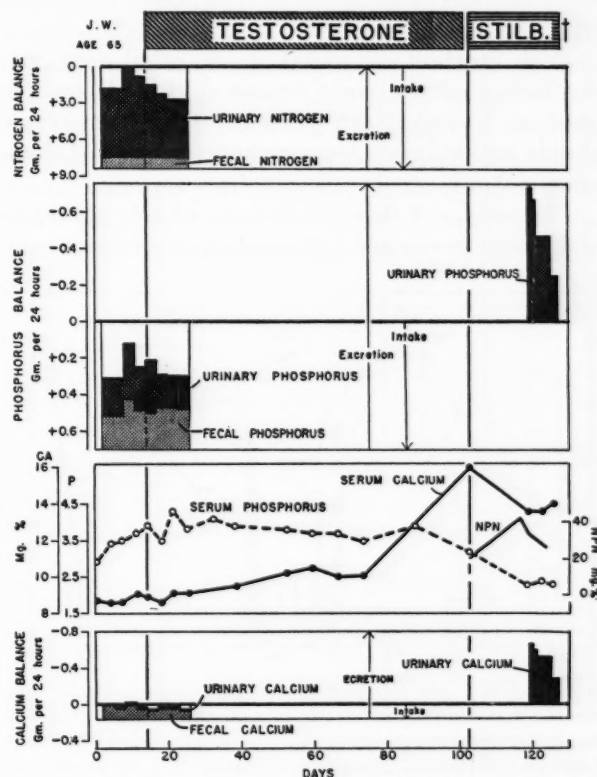 J.W.
AGE 65
TESTOSTERONE
STILB. †
NITROGEN BALANCE
Gm. per 24 hours
0
+3.0
+6.0
+9.0
URINARY NITROGEN
FECAL NITROGEN
Intake
Excretion
PHOSPHORUS BALANCE
Gm. per 24 hours
-0.6
-0.4
-0.2
0
+0.2
+0.4
+0.6
URINARY PHOSPHORUS
Intake
Excretion
URINARY PHOSPHORUS
FECAL PHOSPHORUS
CA
P
Mg. %
16 4.5
14 3.5
12 2.5
10
8 1.5
SERUM CALCIUM
SERUM PHOSPHORUS
NPN
40
20
0
NPN mg.%
CALCIUM BALANCE
Gm. per 24 hours
-0.8
-0.4
0
+0.4
ECRETION
URINARY CALCIUM
URINARY CALCIUM
Intake
FECAL CALCIUM
0 20 40 60 80 100 120
DAYS